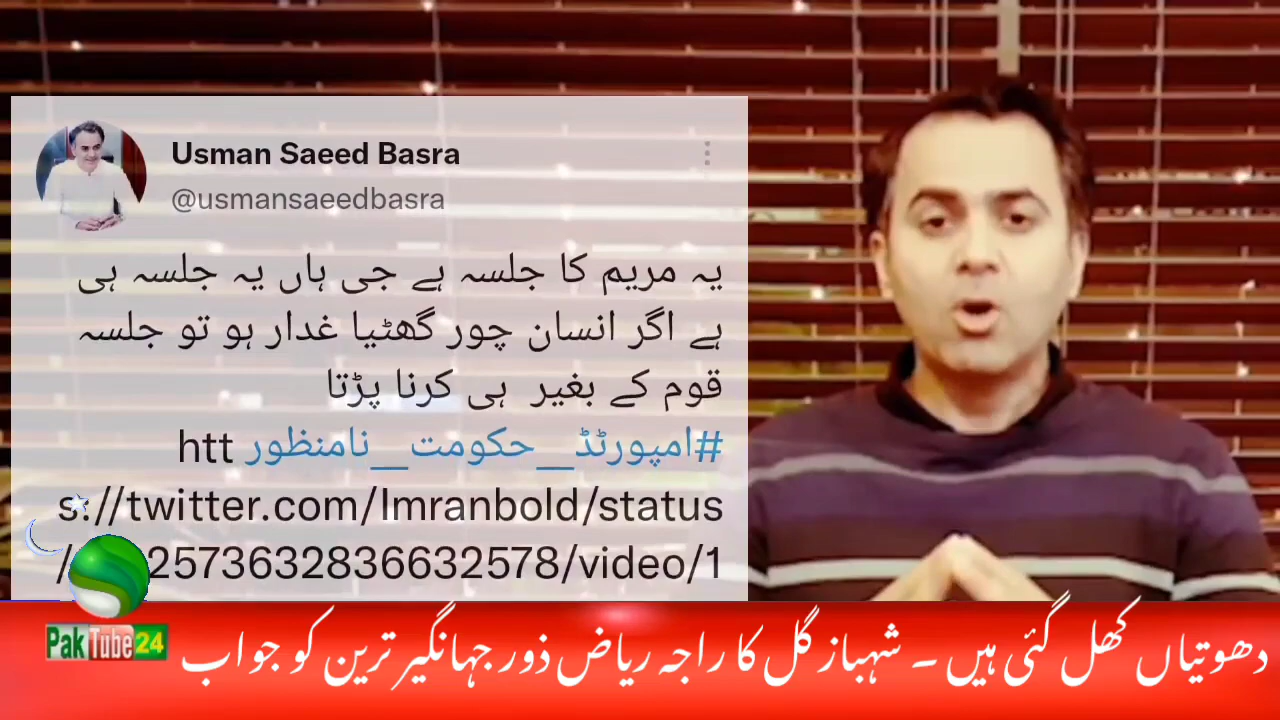 Usman Saeed Basra
@usmansaeedbasra
یہ مریم کا جلسہ ہے جی ہاں یہ جلسہ ہی
ہے اگر انسان چور گھٹیا غدار ہو تو جلسہ
قوم کے بغیر ہی کرنا پڑتا
#امپورٹڈ__حکومت__نامنظور htt
s://twitter.com/Imranbold/status
2573632836632578/video/1
PakTube24
دھوتیاں کھل گئی ہیں ۔ شہباز گل کا راجہ ریاض ذور جہانگیر ترین کو جواب